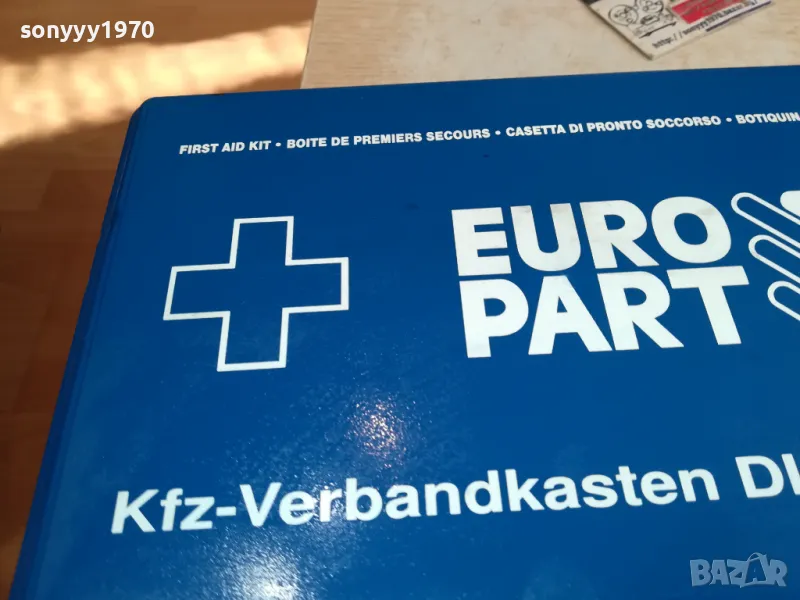 sonyyy1970
FIRST AID KIT • BOITE DE PREMIERS SECOURS • CASETTA DI PRONTO SOCCORSO • BOTIQUIN
EURO
PART
Kfz-Verbandkasten DI
BAZAR